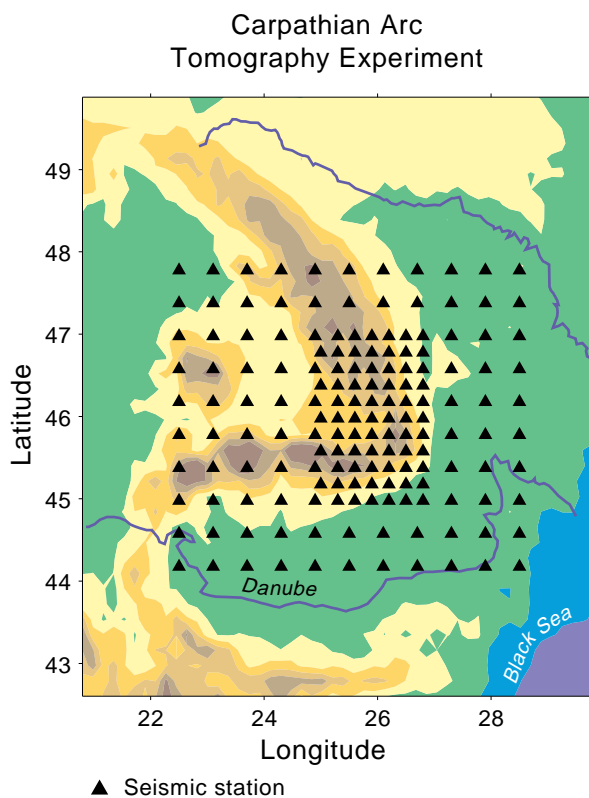 Carpathian Arc
Tomography Experiment
49
48
47
46
45
44
43
Latitude
Danube
Black Sea
22 24 26 28
Longitude
Seismic station